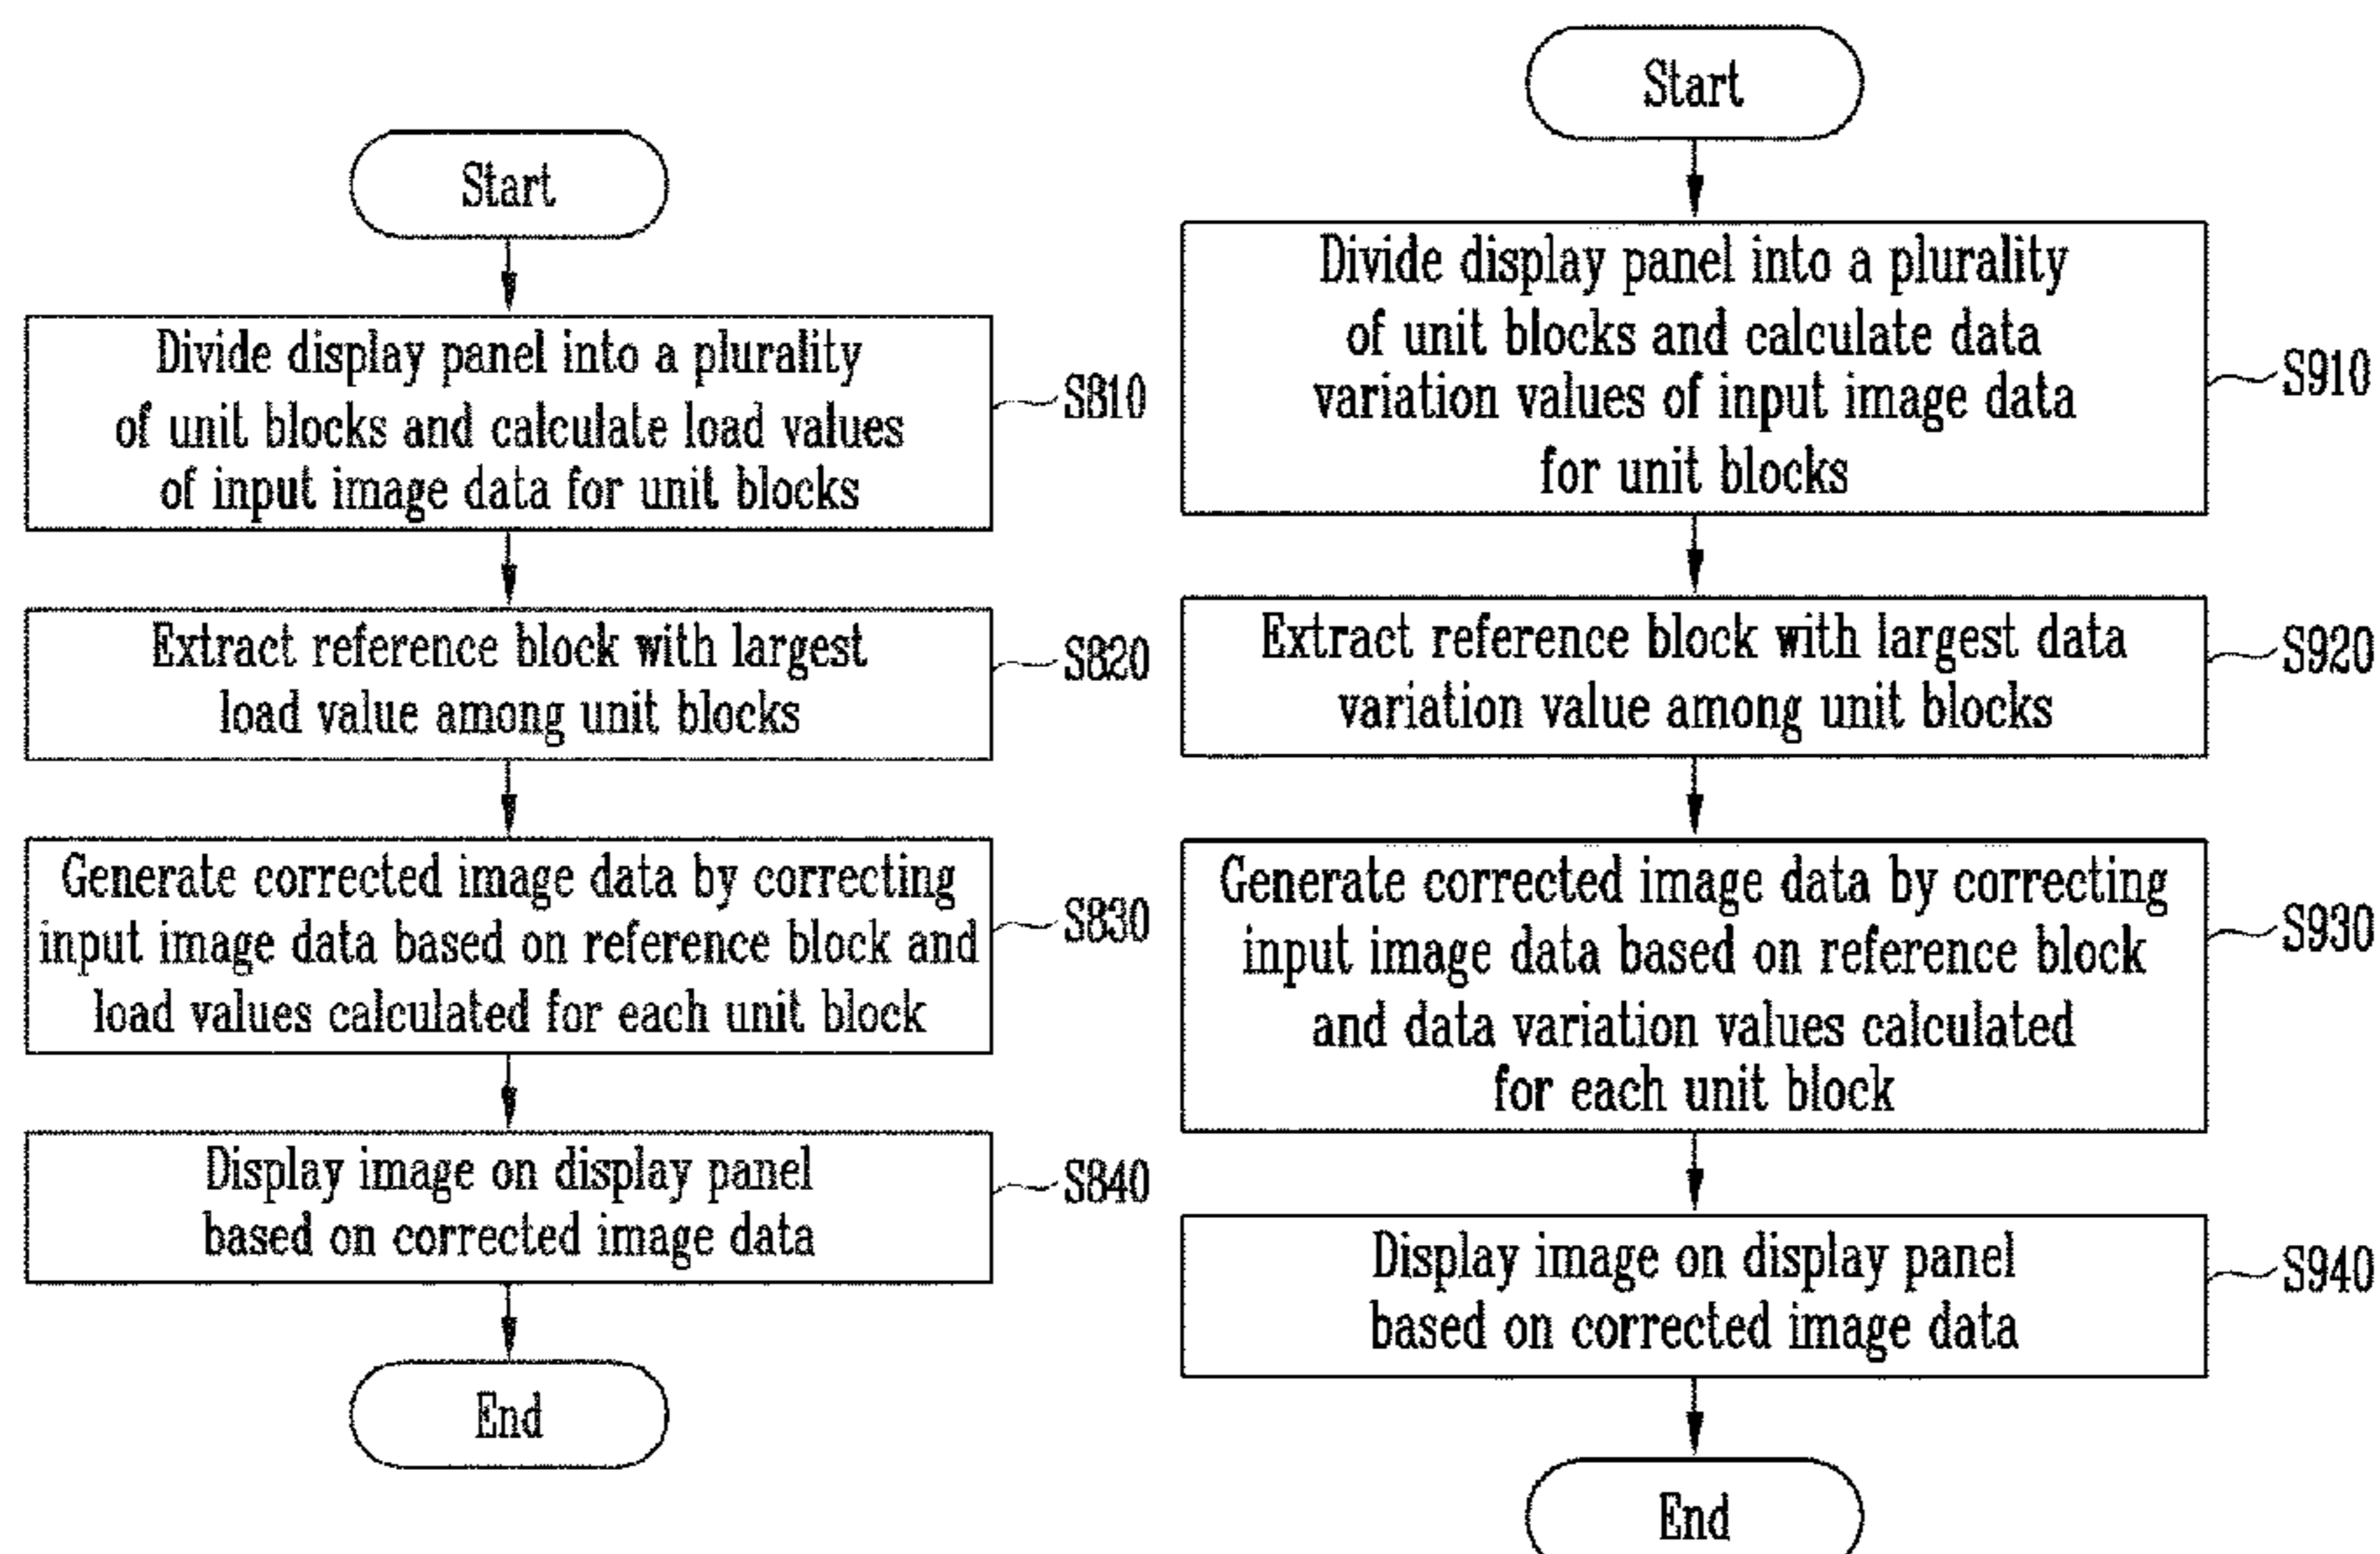 Start
Divide display panel into a plurality
of unit blocks and calculate load values
of input image data for unit blocks
S810
Extract reference block with largest
load value among unit blocks
S820
Generate corrected image data by correcting
input image data based on reference block and
load values calculated for each unit block
S830
Display image on display panel
based on corrected image data
S840
End
Start
Divide display panel into a plurality
of unit blocks and calculate data
variation values of input image data
for unit blocks
S910
Extract reference block with largest data
variation value among unit blocks
S920
Generate corrected image data by correcting
input image data based on reference block
and data variation values calculated
for each unit block
S930
Display image on display panel
based on corrected image data
S940
End